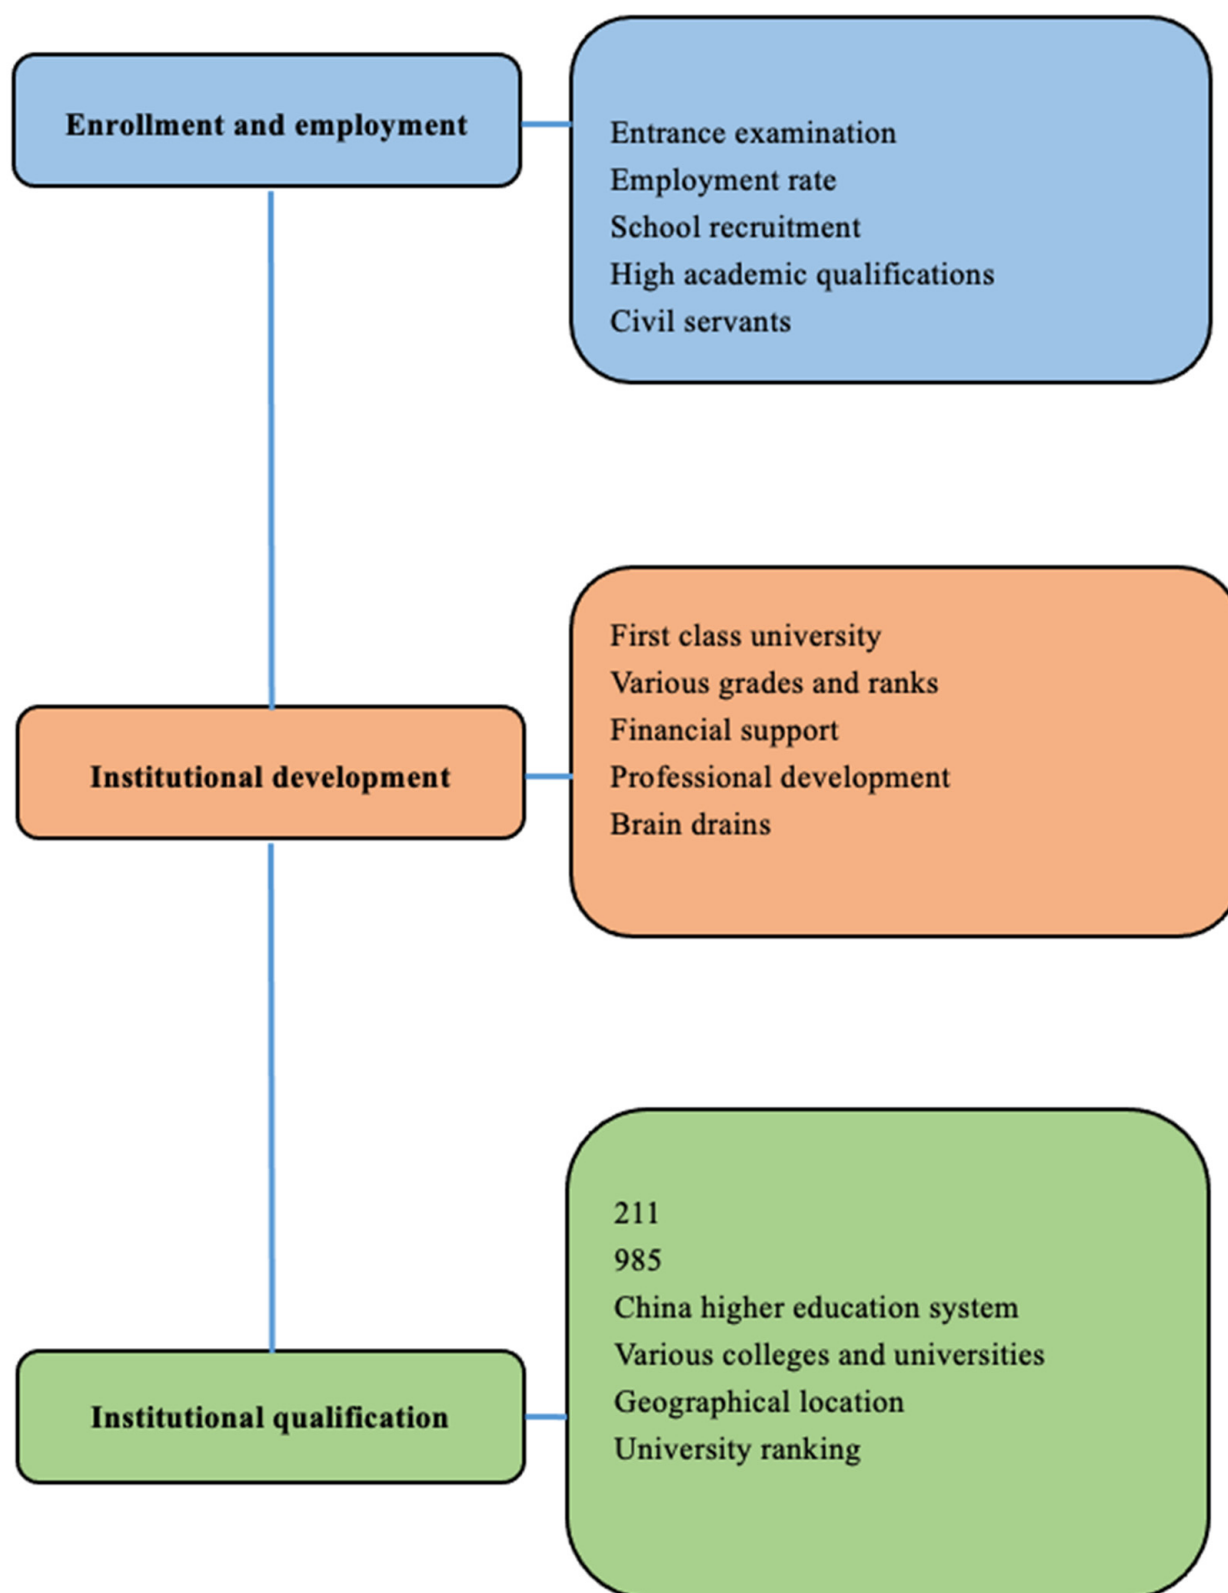 Enrollment and employment
Entrance examination
Employment rate
School recruitment
High academic qualifications
Civil servants
Institutional development
First class university
Various grades and ranks
Financial support
Professional development
Brain drains
Institutional qualification
211
985
China higher education system
Various colleges and universities
Geographical location
University ranking